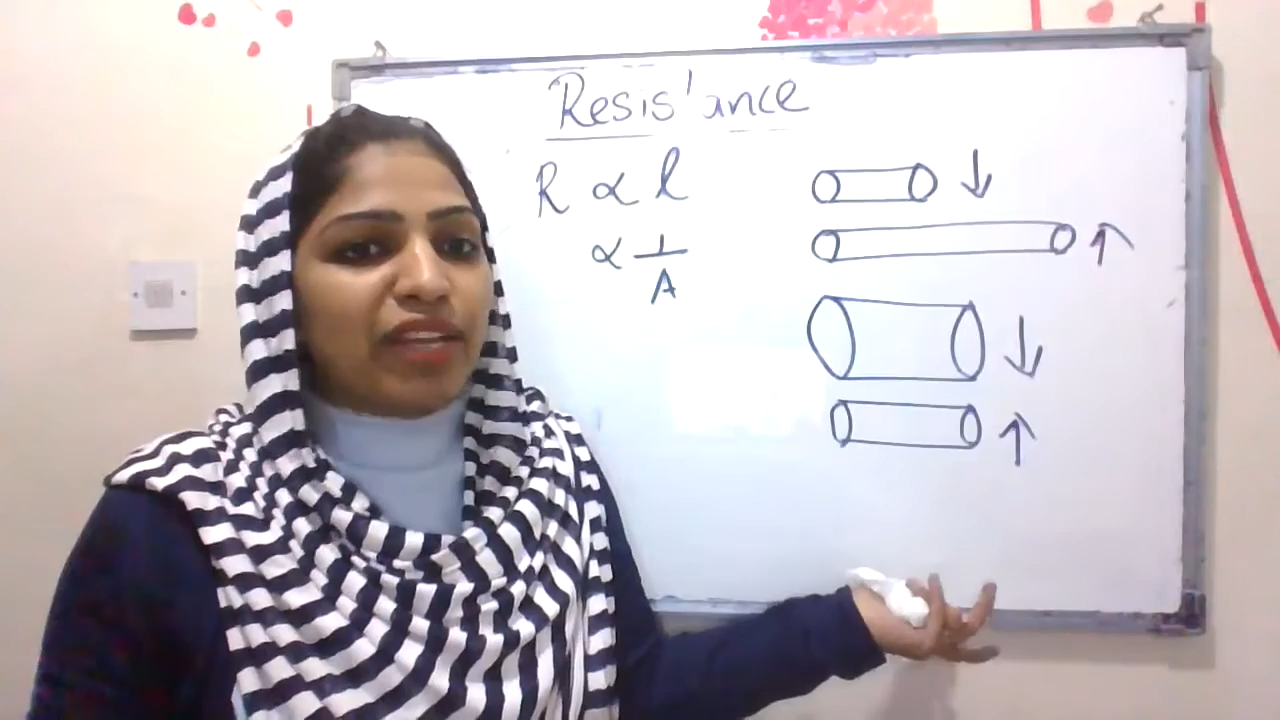 Resistance
R ∝ l
∝ 1/A
↓
↑
↓
↑